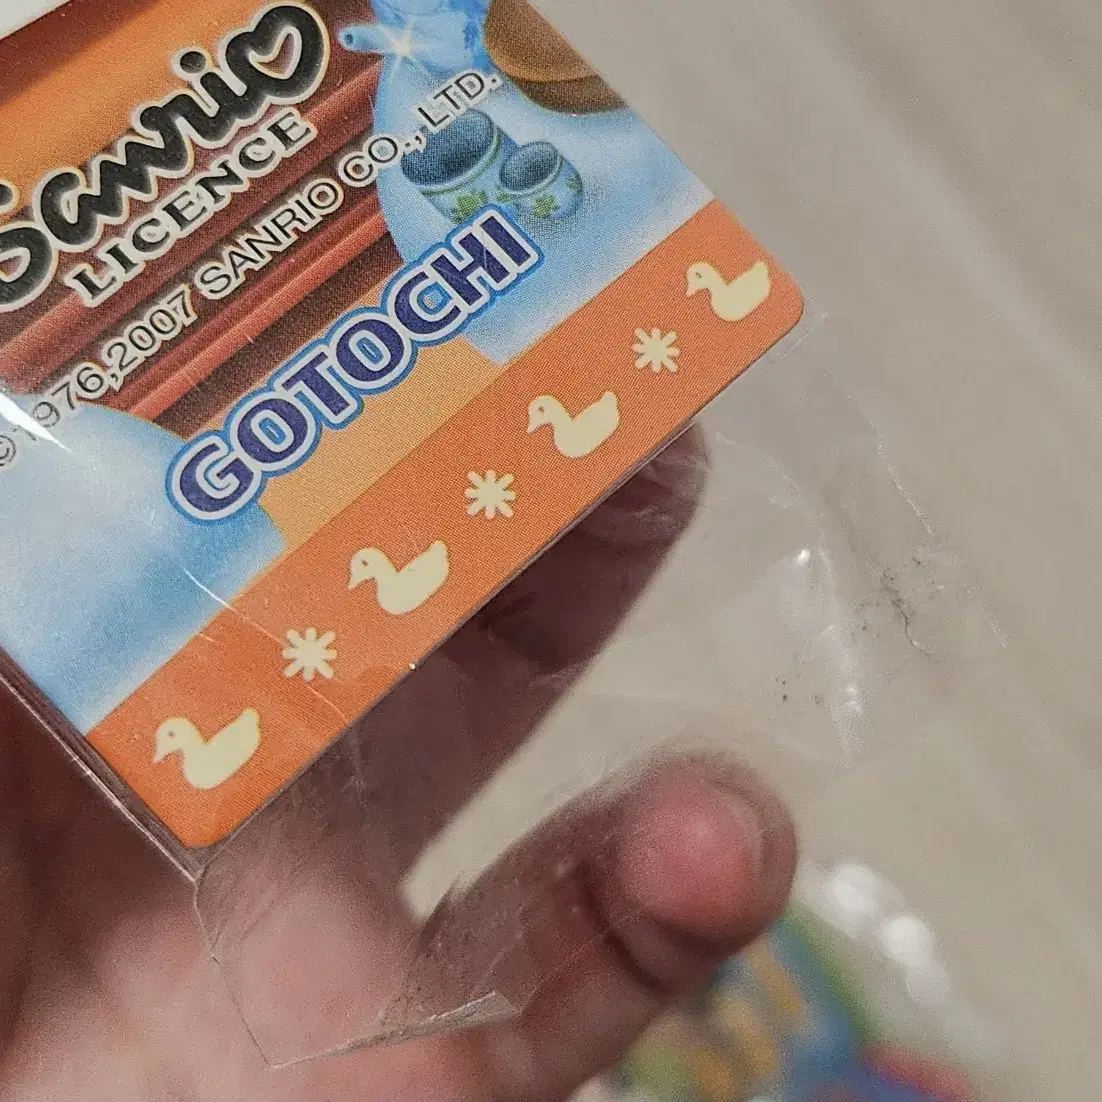 Sanrio
LICENCE
©1976,2007 SANRIO CO., LTD.
GOTOCHI